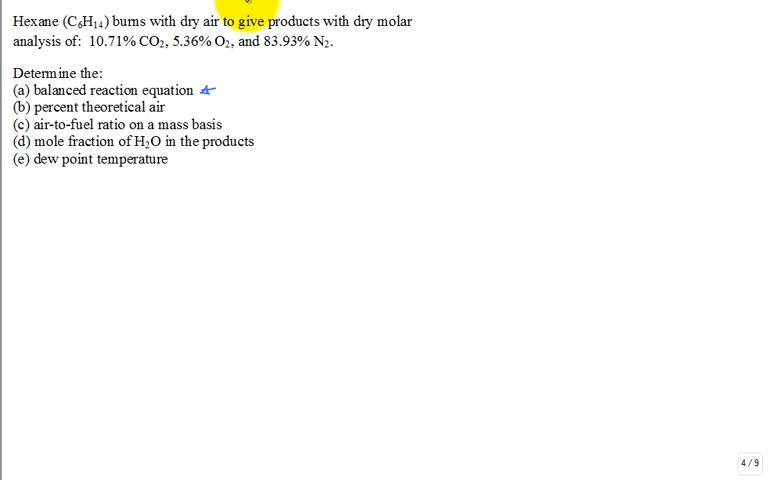 Hexane (C₆H₁₄) burns with dry air to give products with dry molar
analysis of: 10.71% CO₂, 5.36% O₂, and 83.93% N₂.
Determine the:
(a) balanced reaction equation
(b) percent theoretical air
(c) air-to-fuel ratio on a mass basis
(d) mole fraction of H₂O in the products
(e) dew point temperature
4 / 9